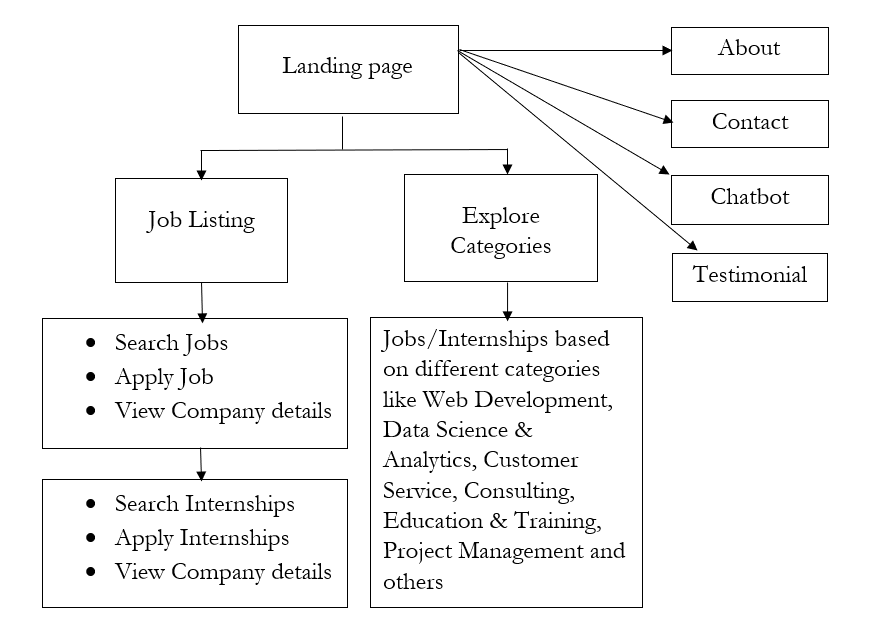 Landing page
About
Contact
Chatbot
Testimonial
Job Listing
Explore
Categories
• Search Jobs
• Apply Job
• View Company details
• Search Internships
• Apply Internships
• View Company details
Jobs/Internships based
on different categories
like Web Development,
Data Science &
Analytics, Customer
Service, Consulting,
Education & Training,
Project Management and
others